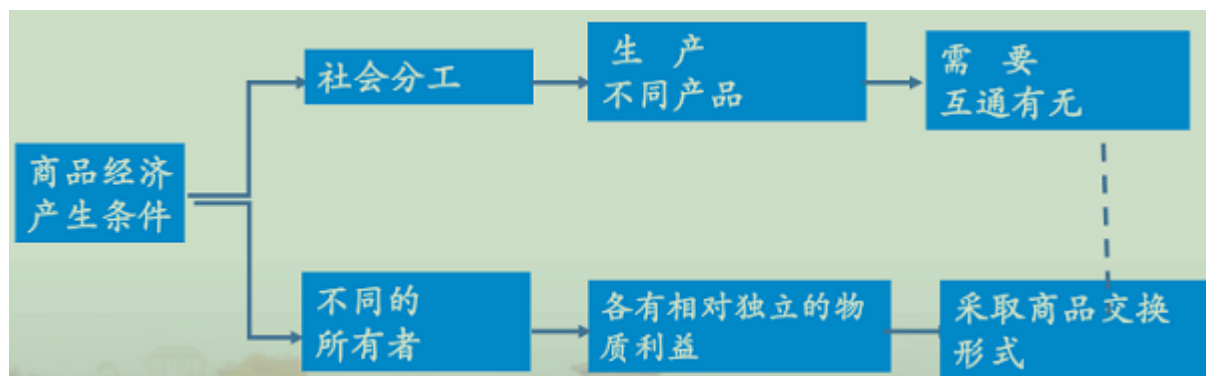 社会分工
生 产
不同产品
需 要
互通有无
商品经济
产生条件
不同的
所有者
各有相对独立的物
质利益
采取商品交换
形式